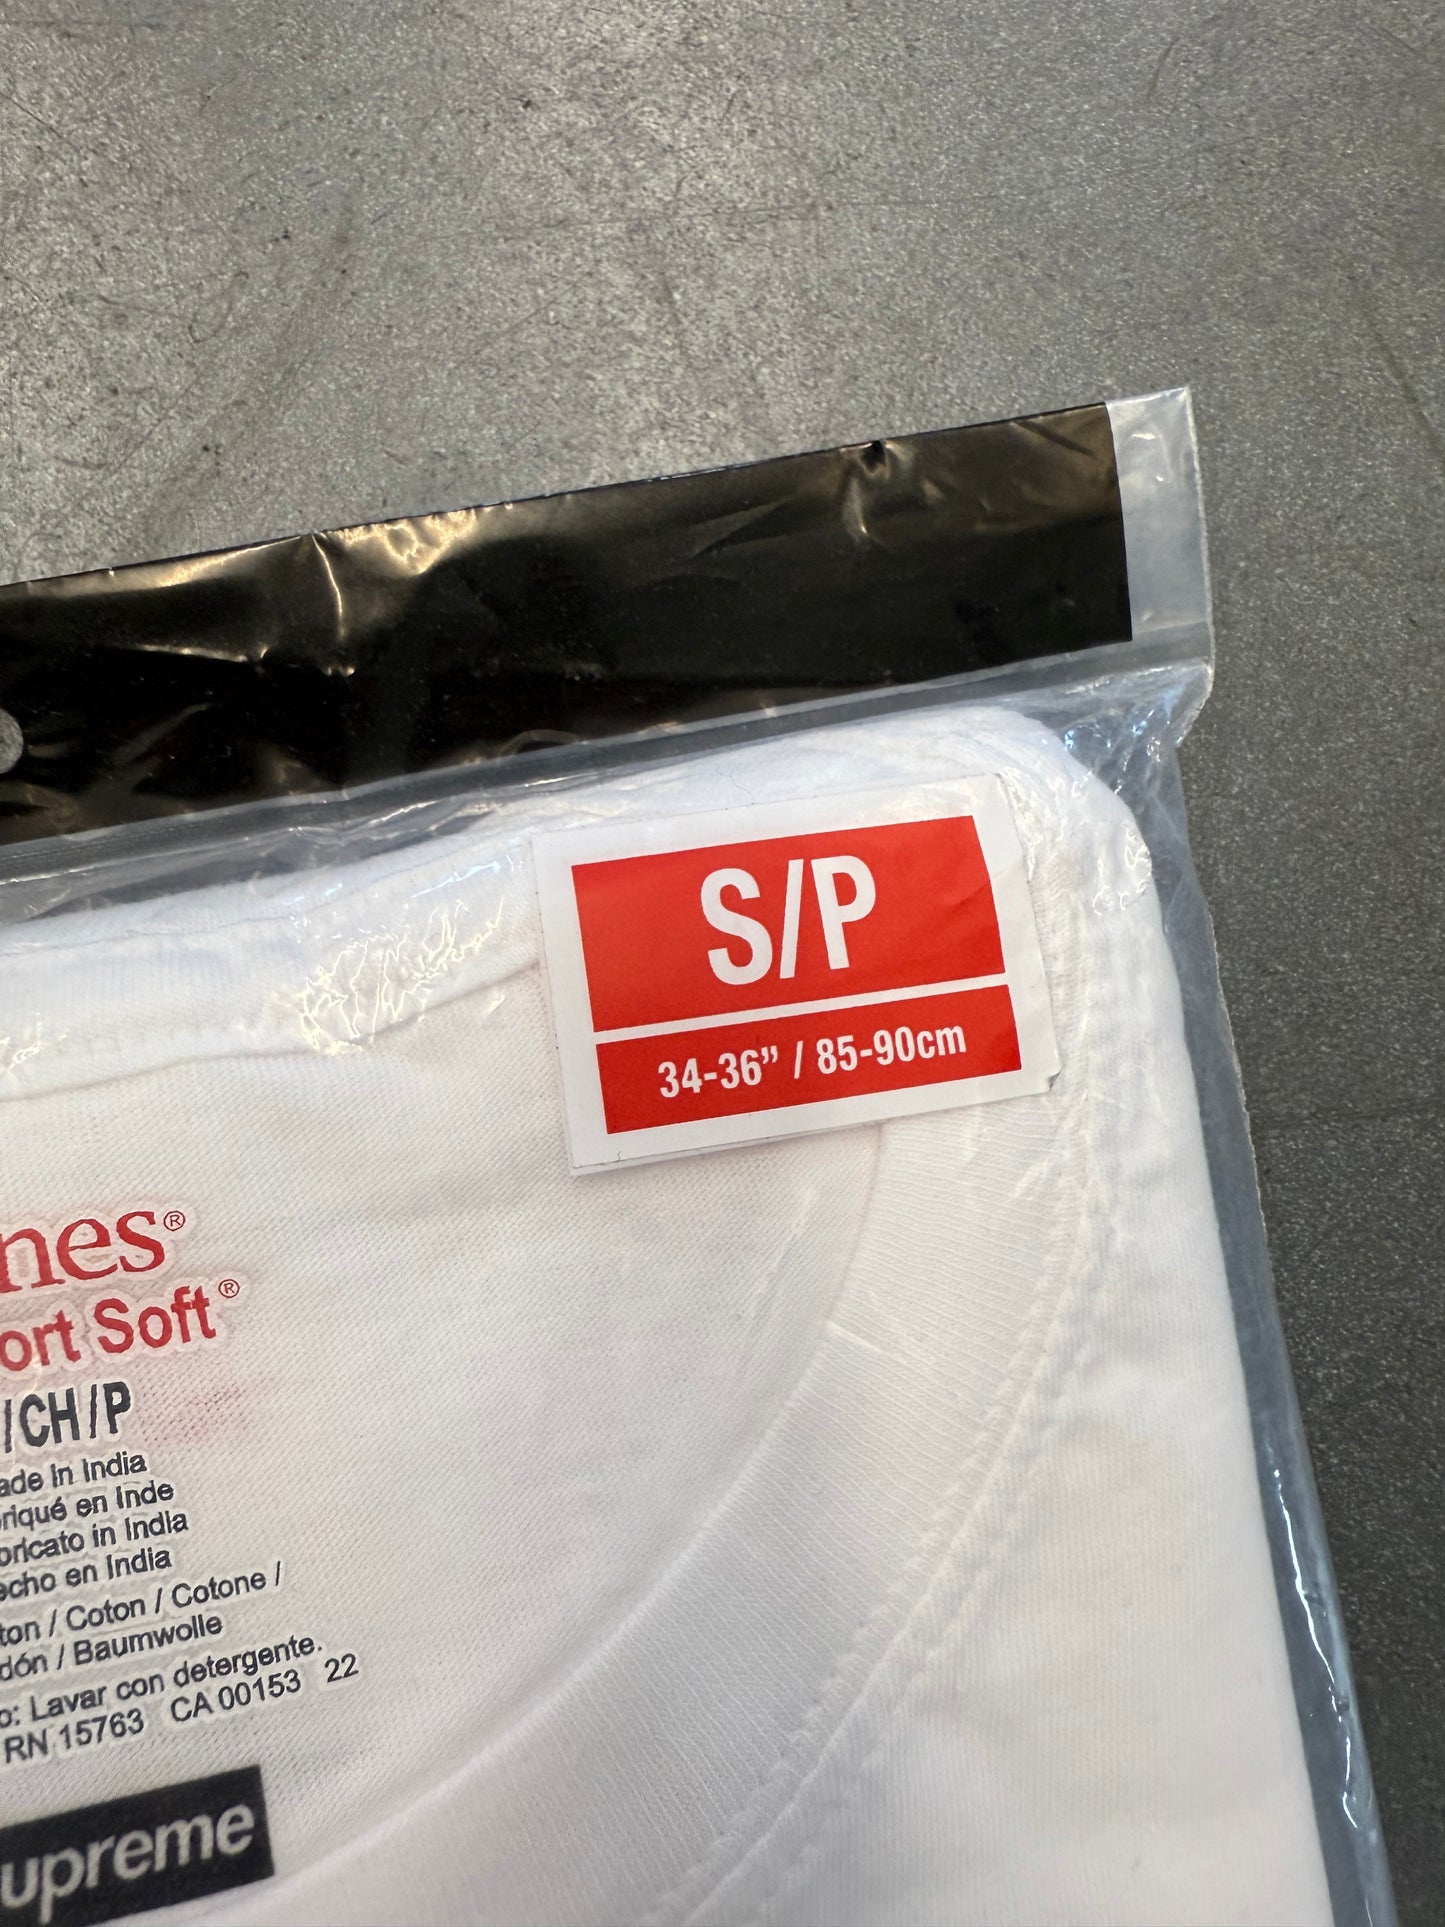 S/P
34-36” / 85-90cm
nes®
ort Soft®
/CH/P
ade in India
riqué en Inde
bricato in India
echo en India
ton / Coton / Cotone /
dón / Baumwolle
o: Lavar con detergente.
RN 15763 CA 00153 22
upreme